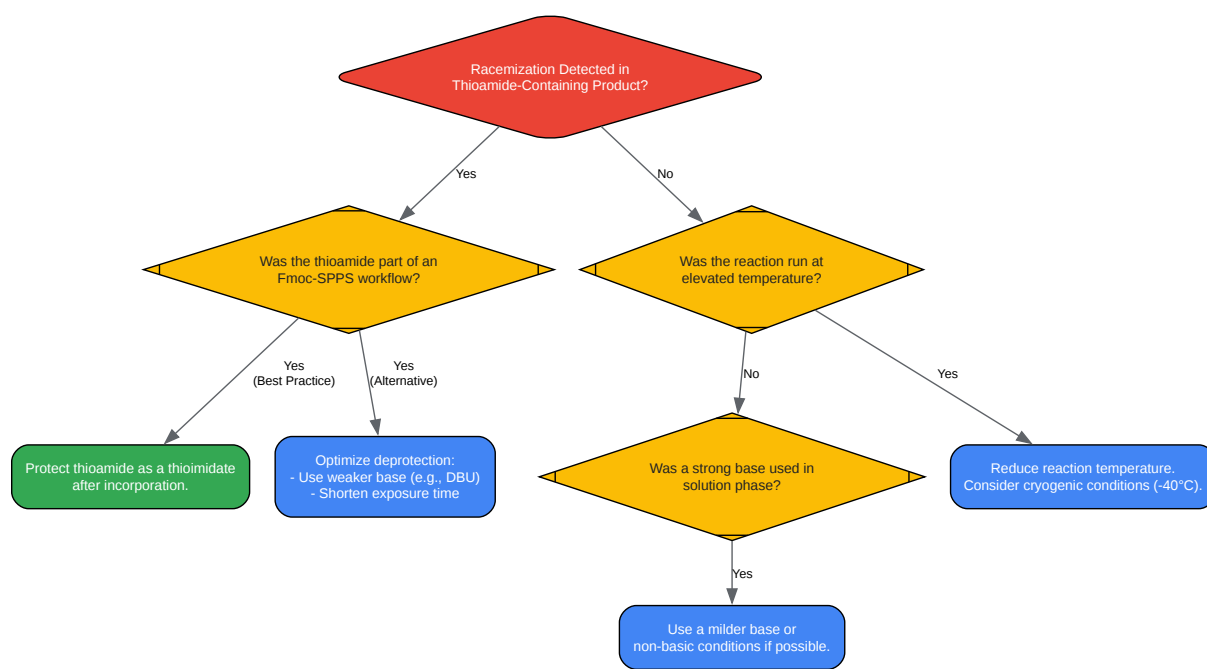 Racemization Detected in
Thioamide-Containing Product?
Yes
No
Was the thioamide part of an
Fmoc-SPPS workflow?
Was the reaction run at
elevated temperature?
Yes
(Best Practice)
Yes
(Alternative)
No
Yes
Protect thioamide as a thioimidate
after incorporation.
Optimize deprotection:
- Use weaker base (e.g., DBU)
- Shorten exposure time
Was a strong base used in
solution phase?
Reduce reaction temperature.
Consider cryogenic conditions (-40°C).
Yes
Use a milder base or
non-basic conditions if possible.